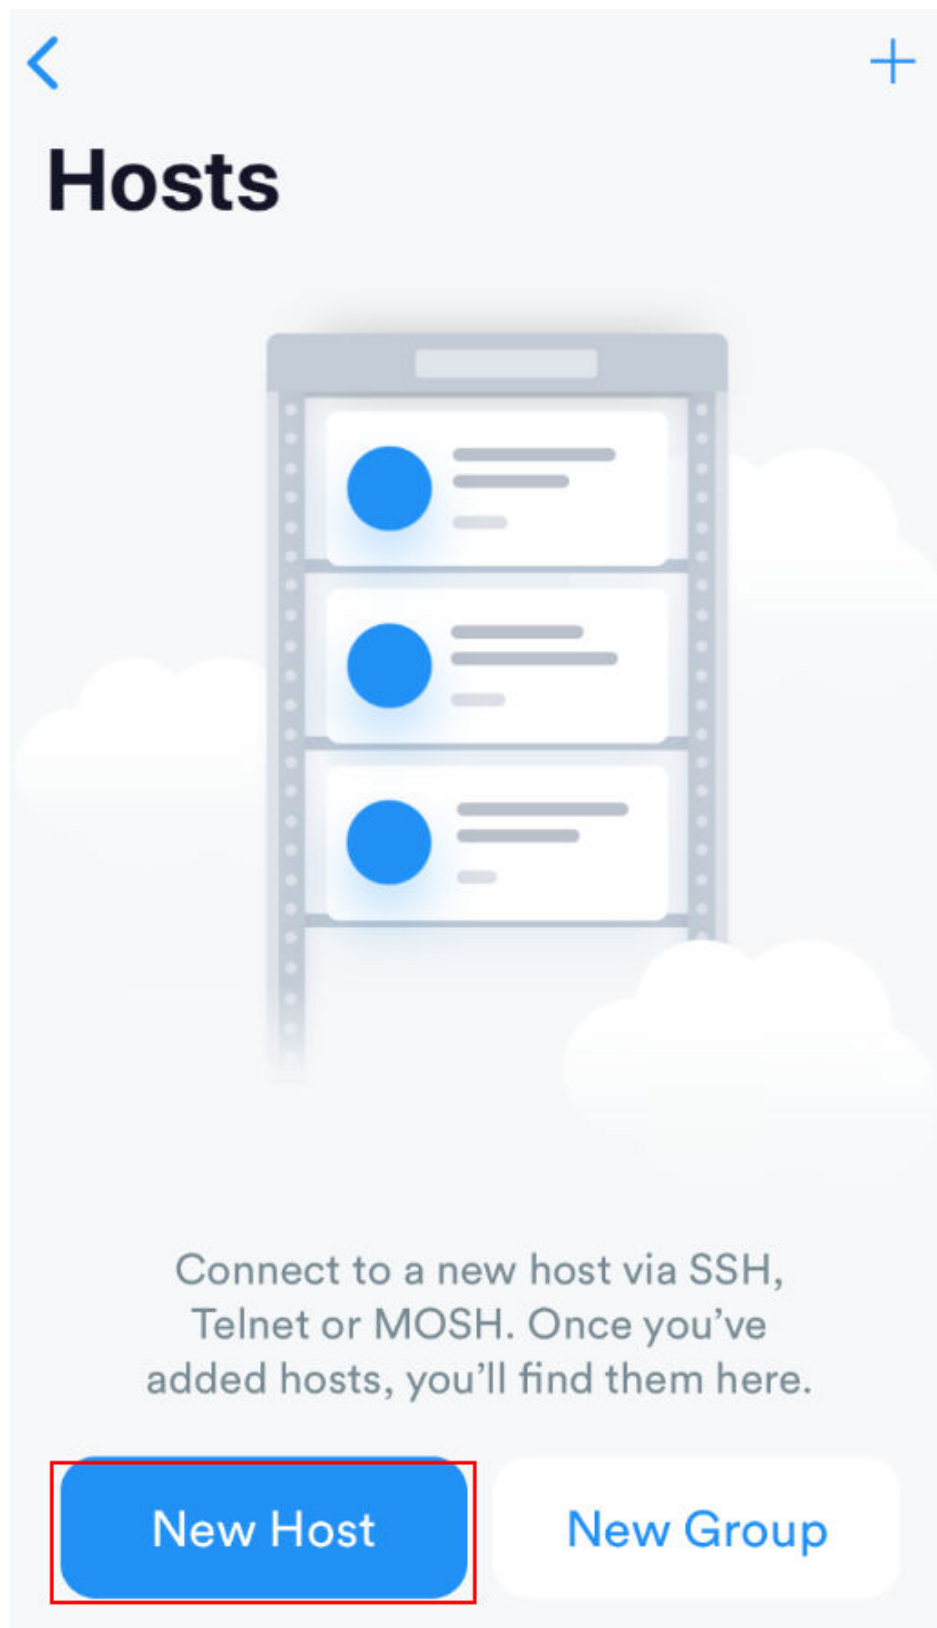 Hosts
Connect to a new host via SSH,
Telnet or MOSH. Once you’ve
added hosts, you’ll find them here.
New Host
New Group